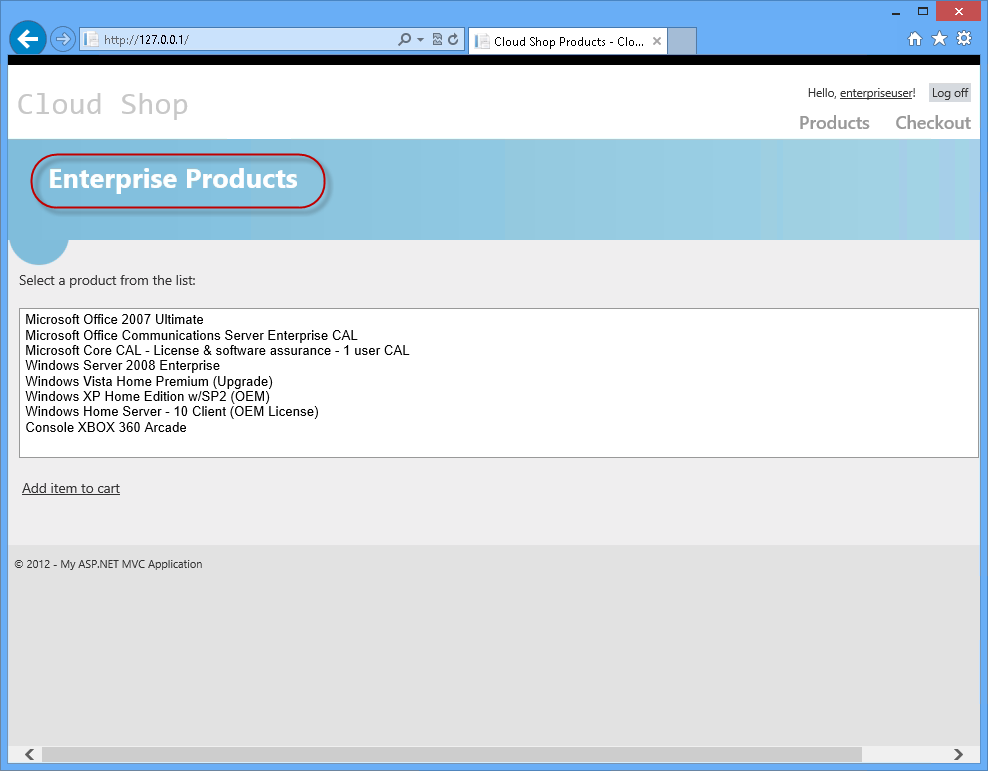 http://127.0.0.1/
Cloud Shop Products - Clo...
Cloud Shop
Hello, enterpriseuser!
Log off
Products
Checkout
Enterprise Products
Select a product from the list:
Microsoft Office 2007 Ultimate
Microsoft Office Communications Server Enterprise CAL
Microsoft Core CAL - License & software assurance - 1 user CAL
Windows Server 2008 Enterprise
Windows Vista Home Premium (Upgrade)
Windows XP Home Edition w/SP2 (OEM)
Windows Home Server - 10 Client (OEM License)
Console XBOX 360 Arcade
Add item to cart
© 2012 - My ASP.NET MVC Application